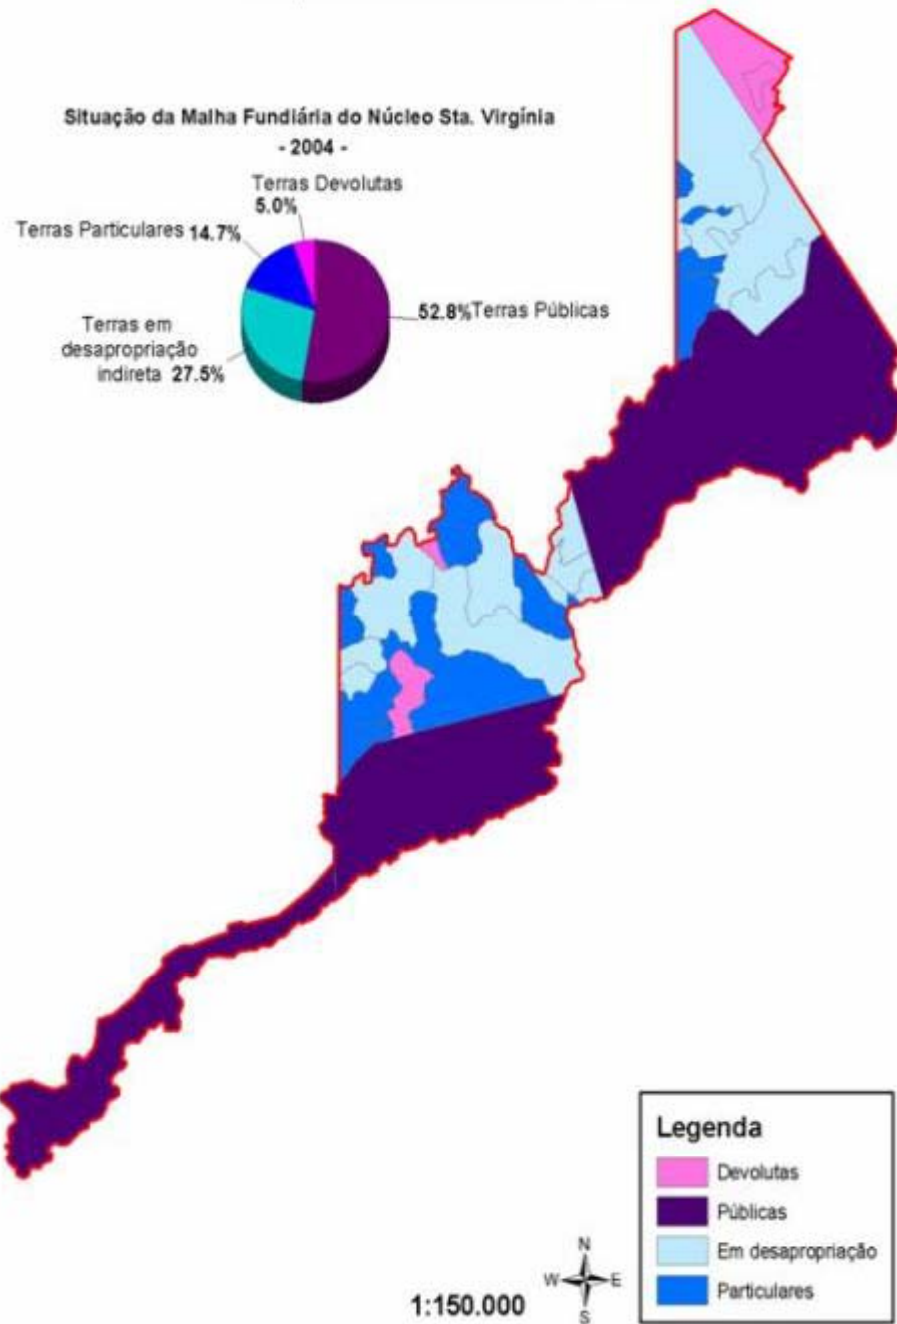 Situação da Malha Fundiária do Núcleo Sta. Virgínia
- 2004 -
Terras Devolutas
5.0%
Terras Particulares 14.7%
52.8% Terras Públicas
Terras em
desapropriação
indireta 27.5%
Legenda
Devolutas
Públicas
Em desapropriação
Particulares
N
W E
S
1:150.000